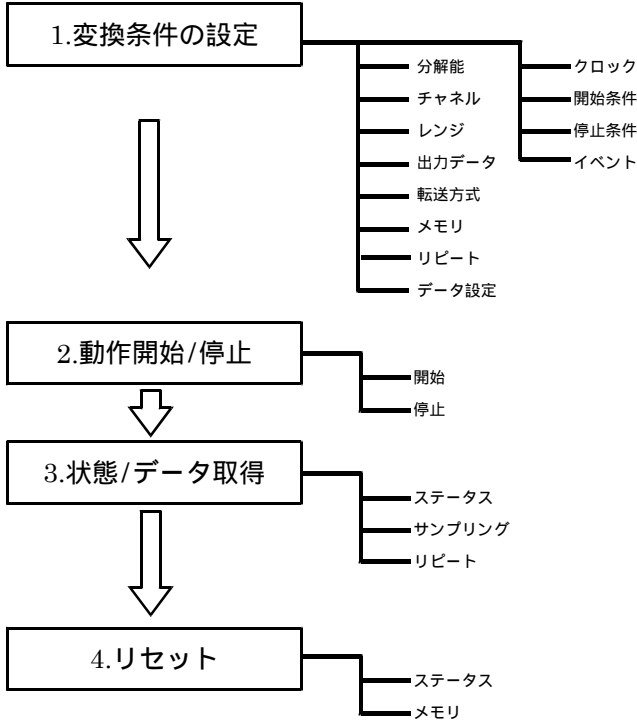 1.変換条件の設定
分解能
チャネル
レンジ
出力データ
転送方式
メモリ
リピート
データ設定
クロック
開始条件
停止条件
イベント
2.動作開始/停止
開始
停止
3.状態/データ取得
ステータス
サンプリング
リピート
4.リセット
ステータス
メモリ